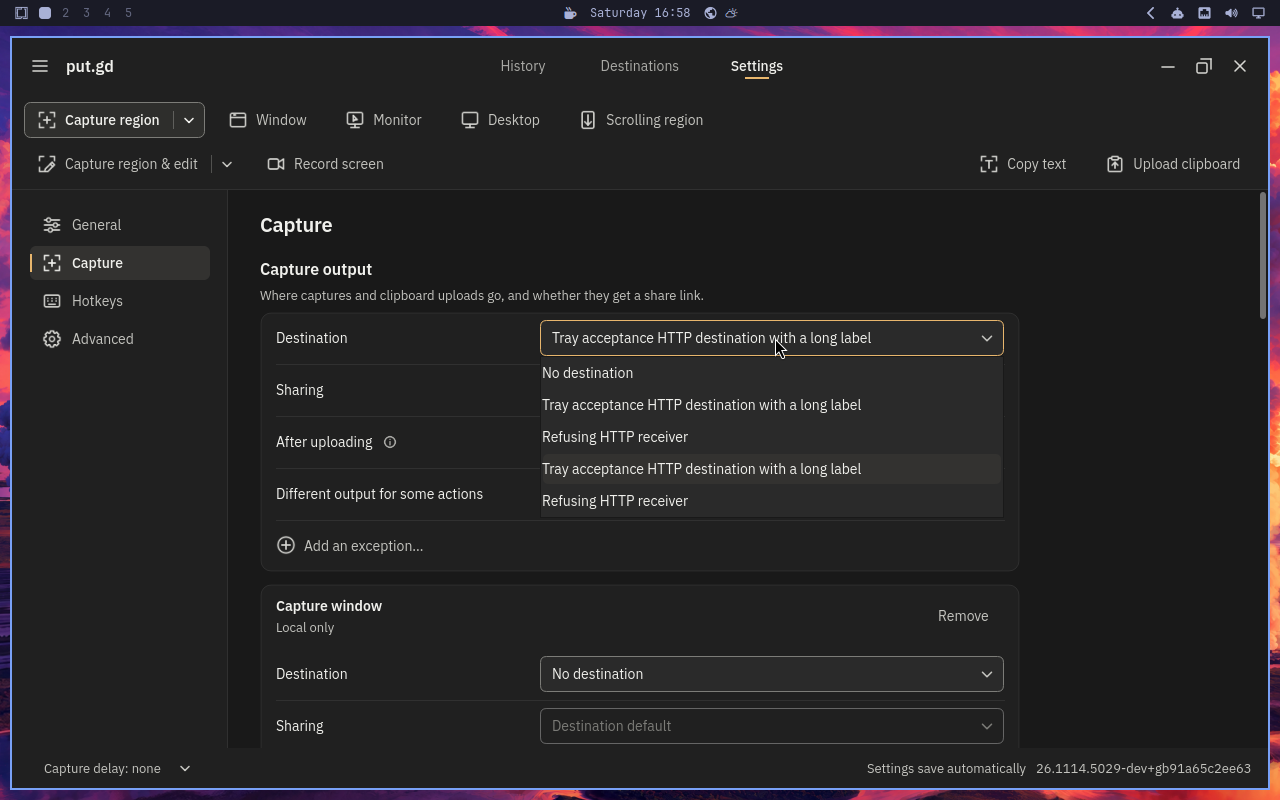 2 3 4 5
Saturday 16:58
put.gd
History
Destinations
Settings
Capture region
Window
Monitor
Desktop
Scrolling region
Capture region & edit
Record screen
Copy text
Upload clipboard
General
Capture
Hotkeys
Advanced
Capture
Capture output
Where captures and clipboard uploads go, and whether they get a share link.
Destination
Tray acceptance HTTP destination with a long label
No destination
Tray acceptance HTTP destination with a long label
Refusing HTTP receiver
Tray acceptance HTTP destination with a long label
Refusing HTTP receiver
Sharing
After uploading
Different output for some actions
Add an exception...
Capture window
Local only
Remove
Destination
No destination
Sharing
Destination default
Capture delay: none
Settings save automatically
26.1114.5029-dev+gb91a65c2ee63